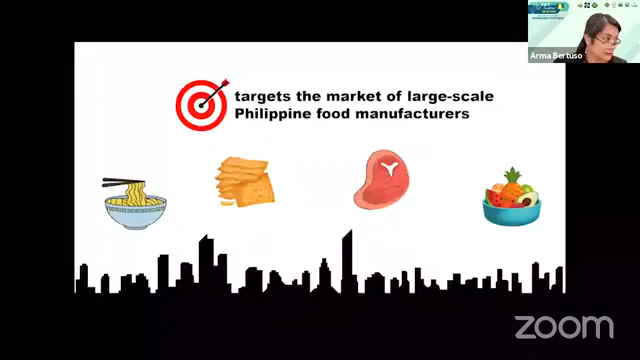 targets the market of large-scale
Philippine food manufacturers
Arma Bertuso
zoom